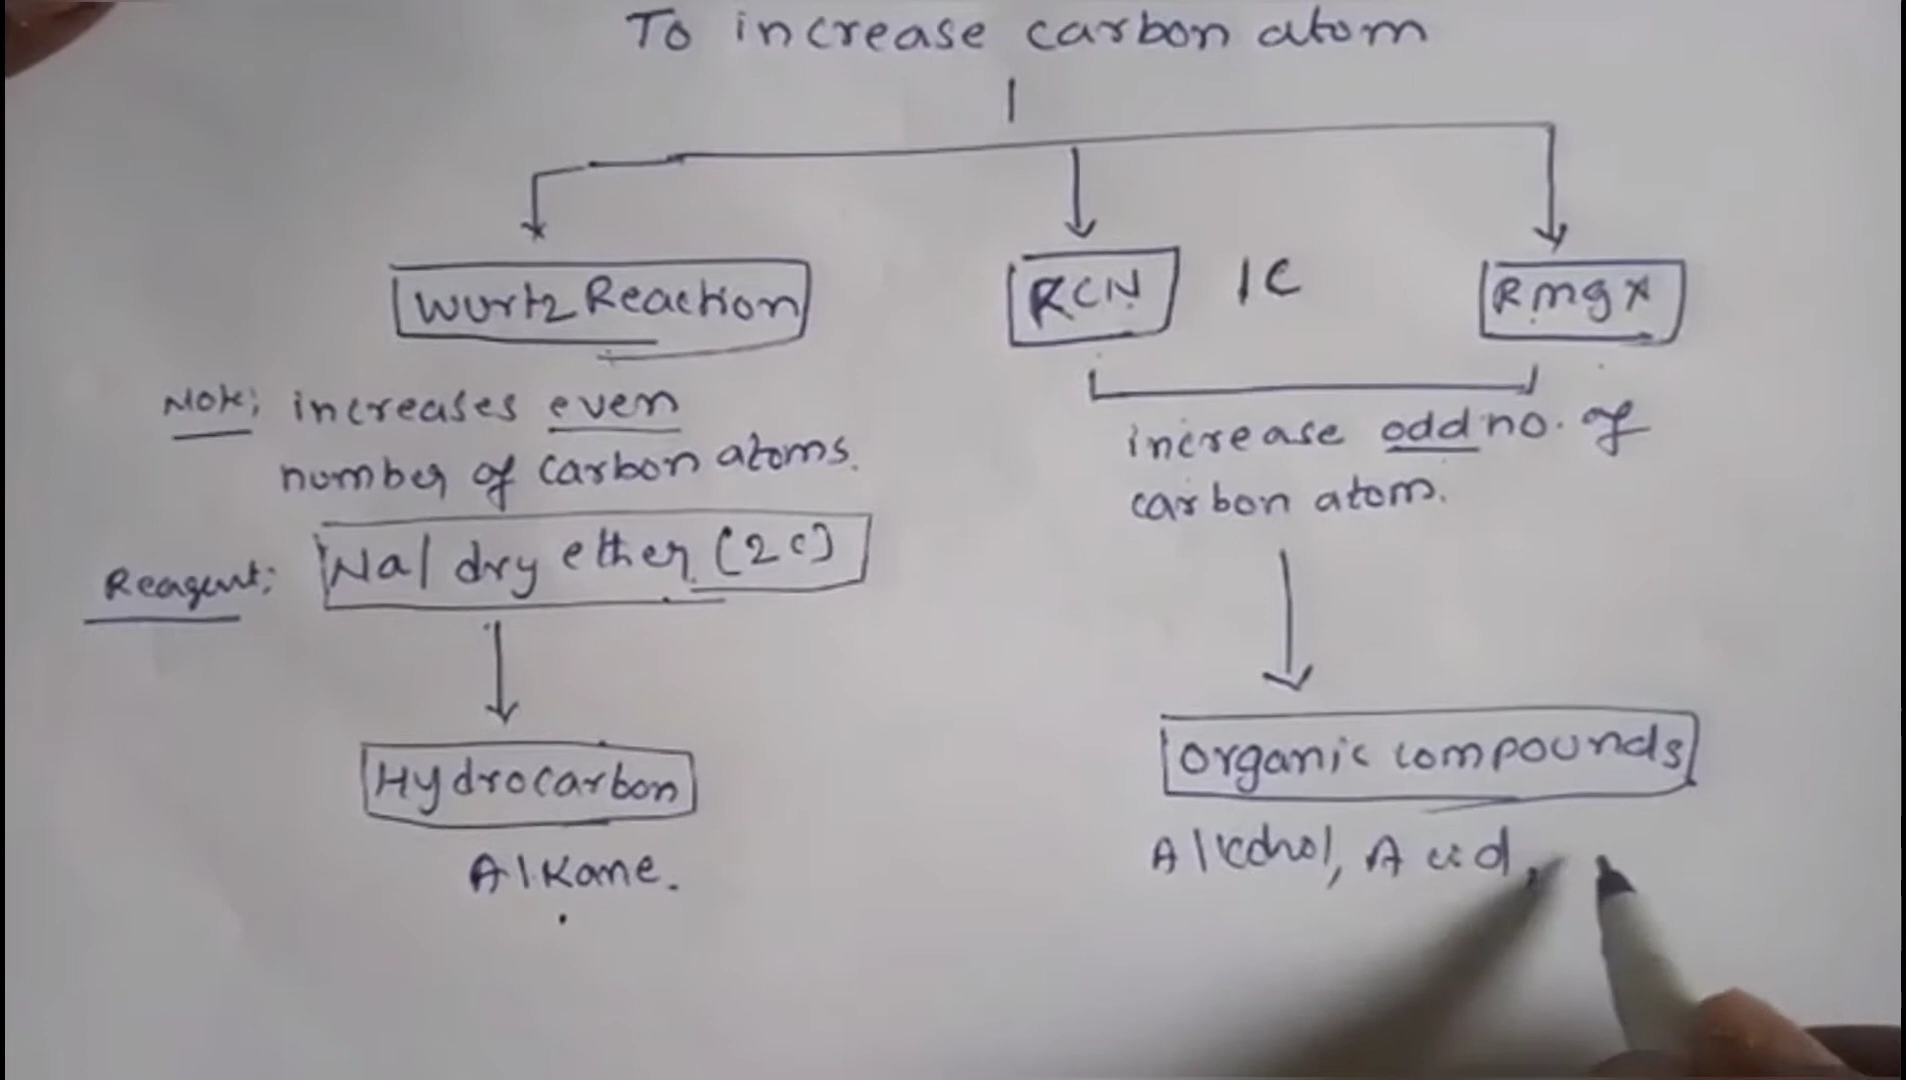 To increase carbon atom
Wurtz Reaction
RCN
1C
RMgX
Note: increases even
number of carbon atoms.
increase odd no. of
carbon atom.
Reagent: Na/ dry ether (2C)
Hydrocarbon
Alkane.
Organic compounds
Alcohol, Acid,